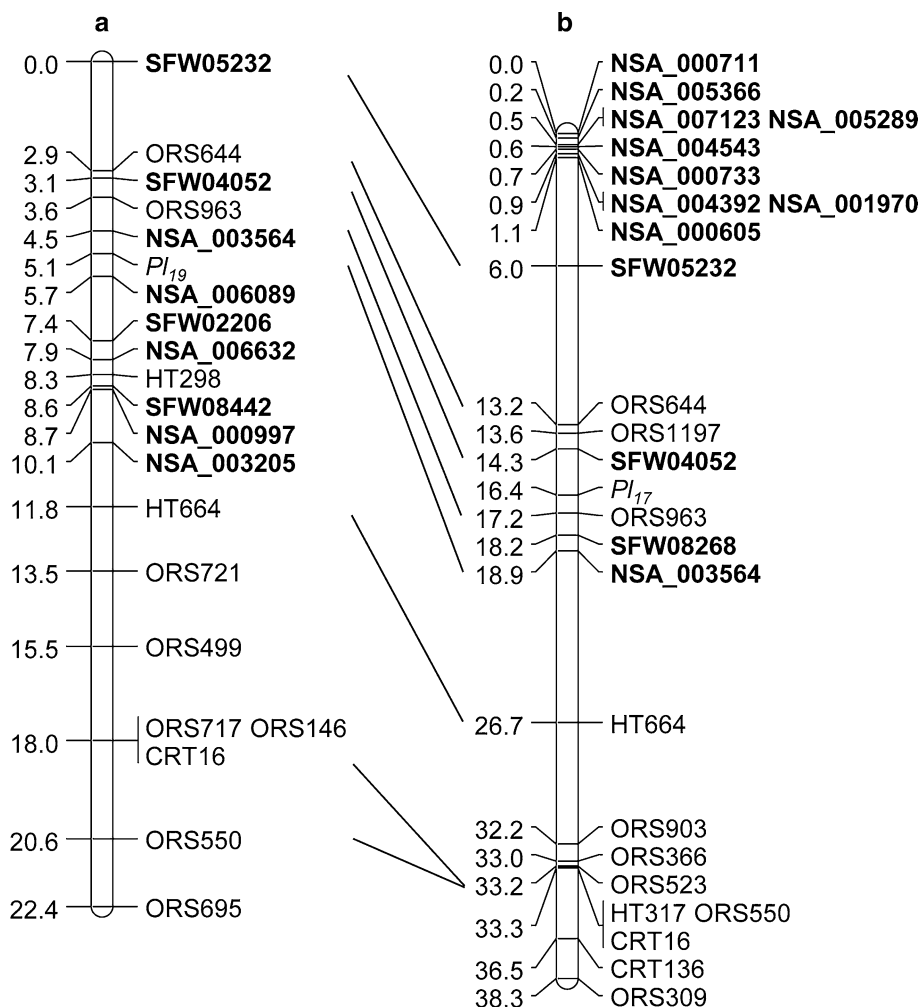 a
0.0 SFW05232
2.9 ORS644
3.1 SFW04052
3.6 ORS963
4.5 NSA_003564
5.1 Pl19
5.7 NSA_006089
7.4 SFW02206
7.9 NSA_006632
8.3 HT298
8.6 SFW08442
8.7 NSA_000997
10.1 NSA_003205
11.8 HT664
13.5 ORS721
15.5 ORS499
18.0 ORS717 ORS146
CRT16
20.6 ORS550
22.4 ORS695
b
0.0 NSA_000711
0.2 NSA_005366
0.5 NSA_007123 NSA_005289
0.6 NSA_004543
0.7 NSA_000733
0.9 NSA_004392 NSA_001970
1.1 NSA_000605
6.0 SFW05232
13.2 ORS644
13.6 ORS1197
14.3 SFW04052
16.4 Pl17
17.2 ORS963
18.2 SFW08268
18.9 NSA_003564
26.7 HT664
32.2 ORS903
33.0 ORS366
33.2 ORS523
33.3 HT317 ORS550
CRT16
36.5 CRT136
38.3 ORS309